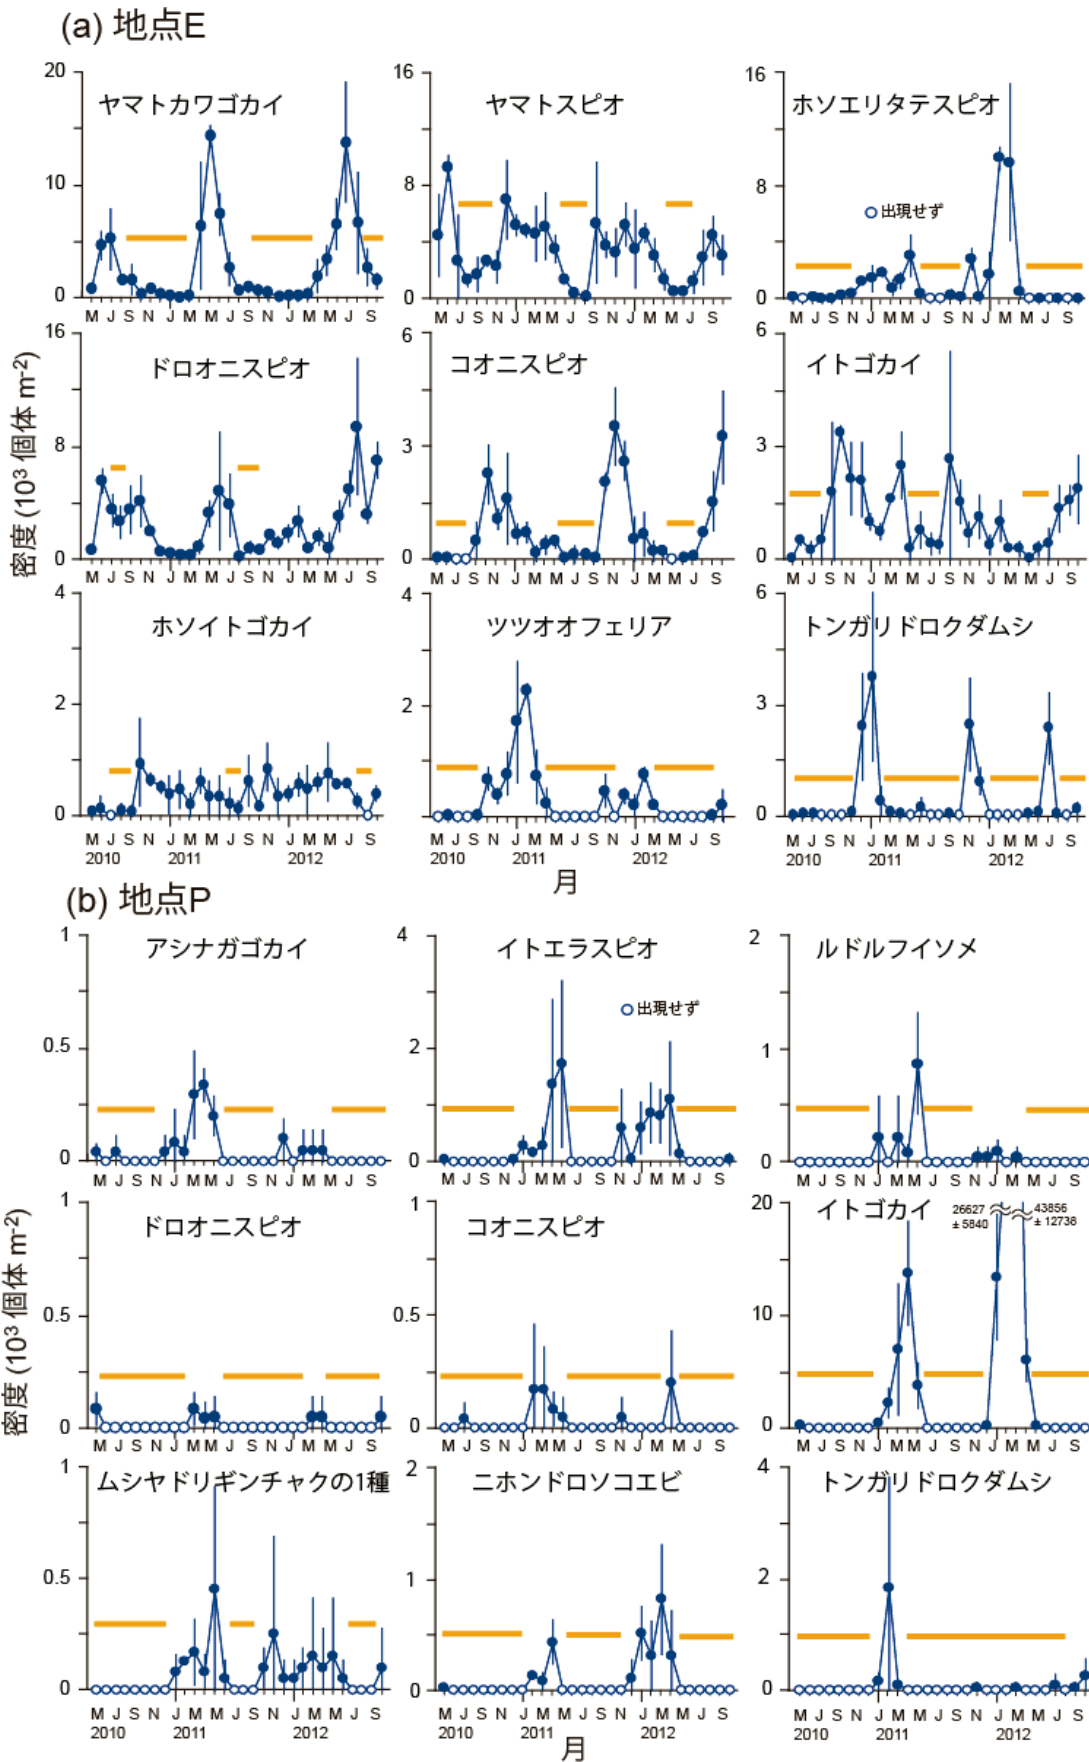 (a) 地点E
20
10
0
ヤマトカワゴカイ
M J S N J M M J S N J M M J S
16
8
0
ヤマトスピオ
M J S N J M M J S N J M M J S
16
8
0
ホソエリタテスピオ
出現せず
M J S N J M M J S N J M M J S
密度 (10³ 個体 m⁻²)
16
8
0
ドロオニスピオ
M J S N J M M J S N J M M J S
6
3
0
コオニスピオ
M J S N J M M J S N J M M J S
6
3
0
イトゴカイ
M J S N J M M J S N J M M J S
4
2
0
ホソイトゴカイ
M J S N J M M J S N J M M J S
2010 2011 2012
4
2
0
ツツオオフェリア
M J S N J M M J S N J M M J S
2010 2011 2012
6
3
0
トンガリドロクダムシ
M J S N J M M J S N J M M J S
2010 2011 2012
月
(b) 地点P
1
0.5
0
アシナガゴカイ
M J S N J M M J S N J M M J S
4
2
0
イトエラスピオ
出現せず
M J S N J M M J S N J M M J S
2
1
0
ルドルフイソメ
M J S N J M M J S N J M M J S
密度 (10³ 個体 m⁻²)
1
0.5
0
ドロオニスピオ
M J S N J M M J S N J M M J S
1
0.5
0
コオニスピオ
M J S N J M M J S N J M M J S
20
10
0
イトゴカイ
26627
± 5840
43856
± 12738
M J S N J M M J S N J M M J S
1
0.5
0
ムシヤドリギンチャクの1種
M J S N J M M J S N J M M J S
2010 2011 2012
2
1
0
ニホンドロソコエビ
M J S N J M M J S N J M M J S
2010 2011 2012
4
2
0
トンガリドロクダムシ
M J S N J M M J S N J M M J S
2010 2011 2012
月